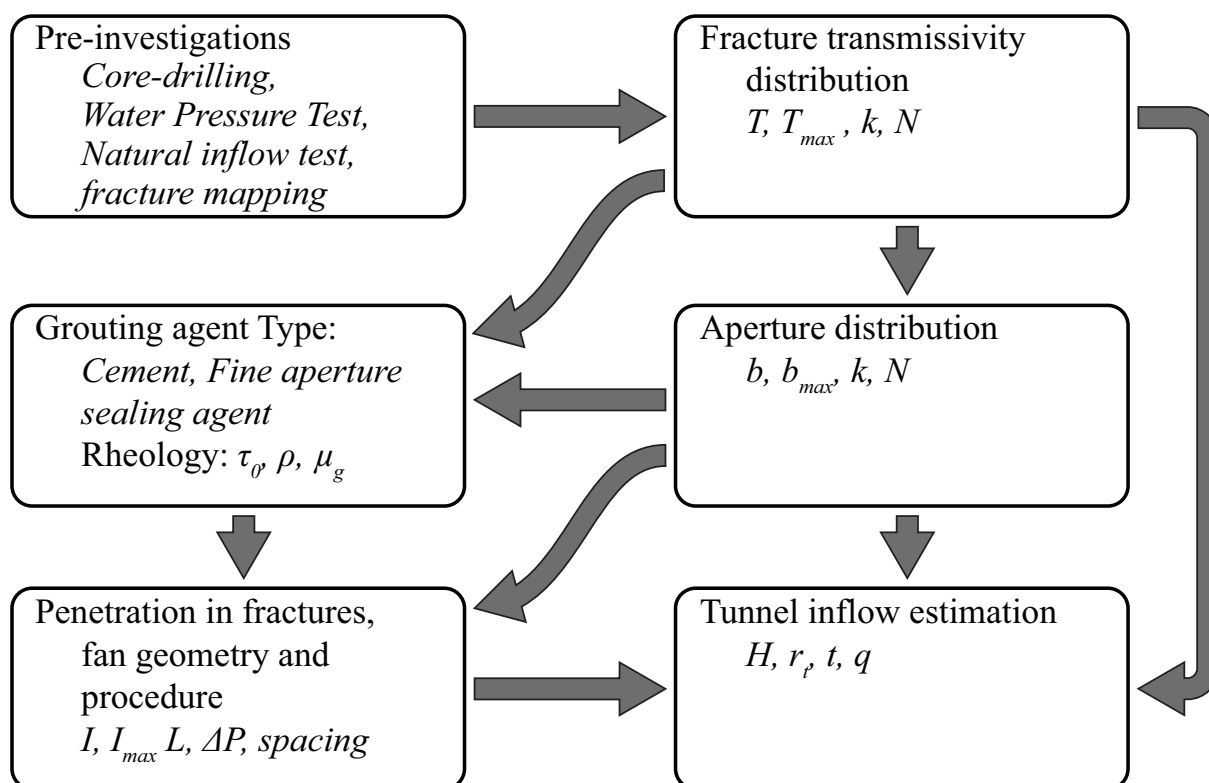 Pre-investigations
Core-drilling,
Water Pressure Test,
Natural inflow test,
fracture mapping
Fracture transmissivity
distribution
T, Tmax , k, N
Grouting agent Type:
Cement, Fine aperture
sealing agent
Rheology: τ0, ρ, μg
Aperture distribution
b, bmax, k, N
Penetration in fractures,
fan geometry and
procedure
I, Imax L, ΔP, spacing
Tunnel inflow estimation
H, rt, t, q